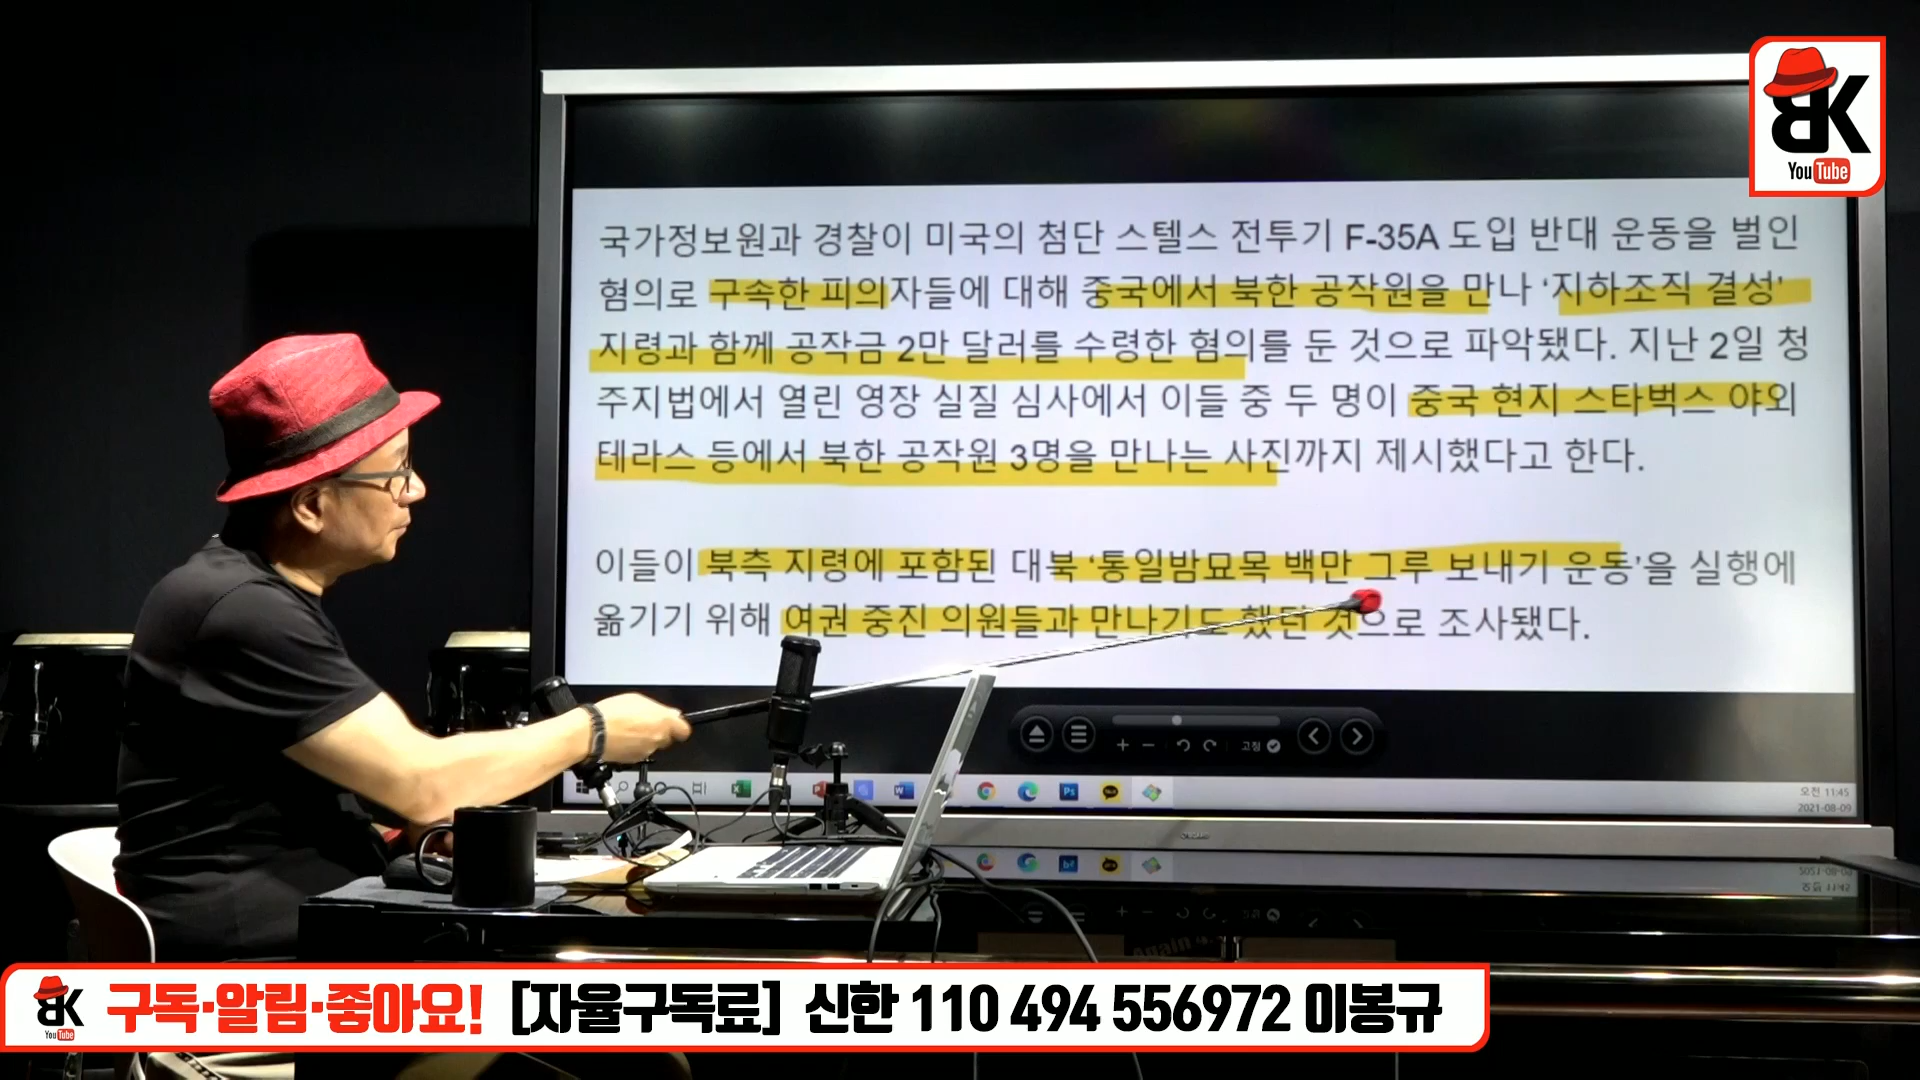 BK
YouTube
국가정보원과 경찰이 미국의 첨단 스텔스 전투기 F-35A 도입 반대 운동을 벌인
혐의로 구속한 피의자들에 대해 중국에서 북한 공작원을 만나 ‘지하조직 결성’
지령과 함께 공작금 2만 달러를 수령한 혐의를 둔 것으로 파악됐다. 지난 2일 청
주지법에서 열린 영장 실질 심사에서 이들 중 두 명이 중국 현지 스타벅스 야외
테라스 등에서 북한 공작원 3명을 만나는 사진까지 제시했다고 한다.
이들이 북측 지령에 포함된 대북 ‘통일밤묘목 백만 그루 보내기 운동’을 실행에
옮기기 위해 여권 중진 의원들과 만나기도 했던 것으로 조사됐다.
고정
오전 11:45
2021-08-09
BK YouTube 구독·알림·좋아요! [자율구독료] 신한 110 494 556972 이봉규